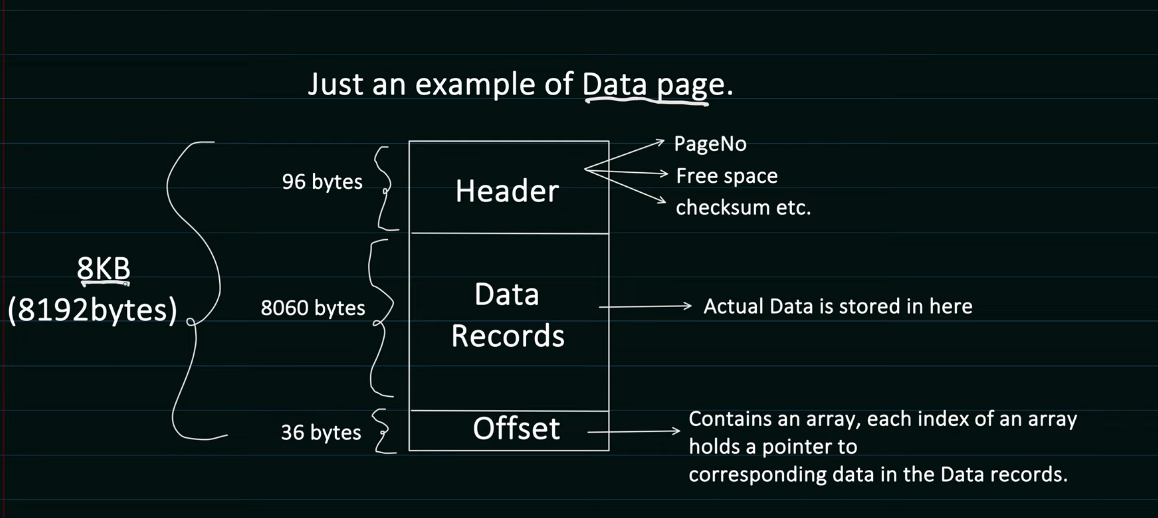 Just an example of Data page.
96 bytes
Header
PageNo
Free space
checksum etc.
8KB
(8192bytes)
8060 bytes
Data
Records
Actual Data is stored in here
36 bytes
Offset
Contains an array, each index of an array
holds a pointer to
corresponding data in the Data records.